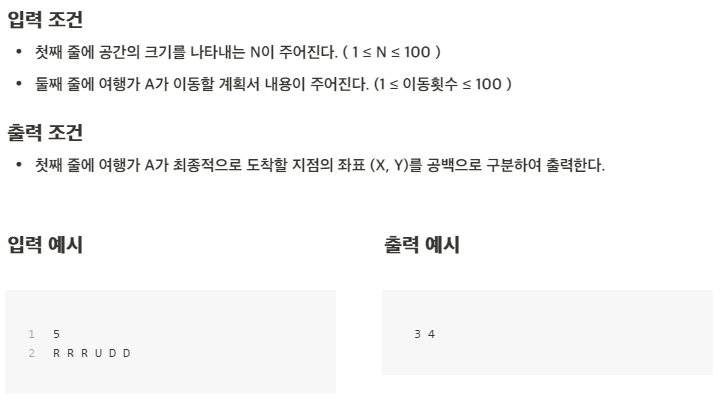 입력 조건
• 첫째 줄에 공간의 크기를 나타내는 N이 주어진다. ( 1 ≤ N ≤ 100 )
• 둘째 줄에 여행가 A가 이동할 계획서 내용이 주어진다. (1 ≤ 이동횟수 ≤ 100 )
출력 조건
• 첫째 줄에 여행가 A가 최종적으로 도착할 지점의 좌표 (X, Y)를 공백으로 구분하여 출력한다.
입력 예시
1 5
2 R R R U D D
출력 예시
3 4